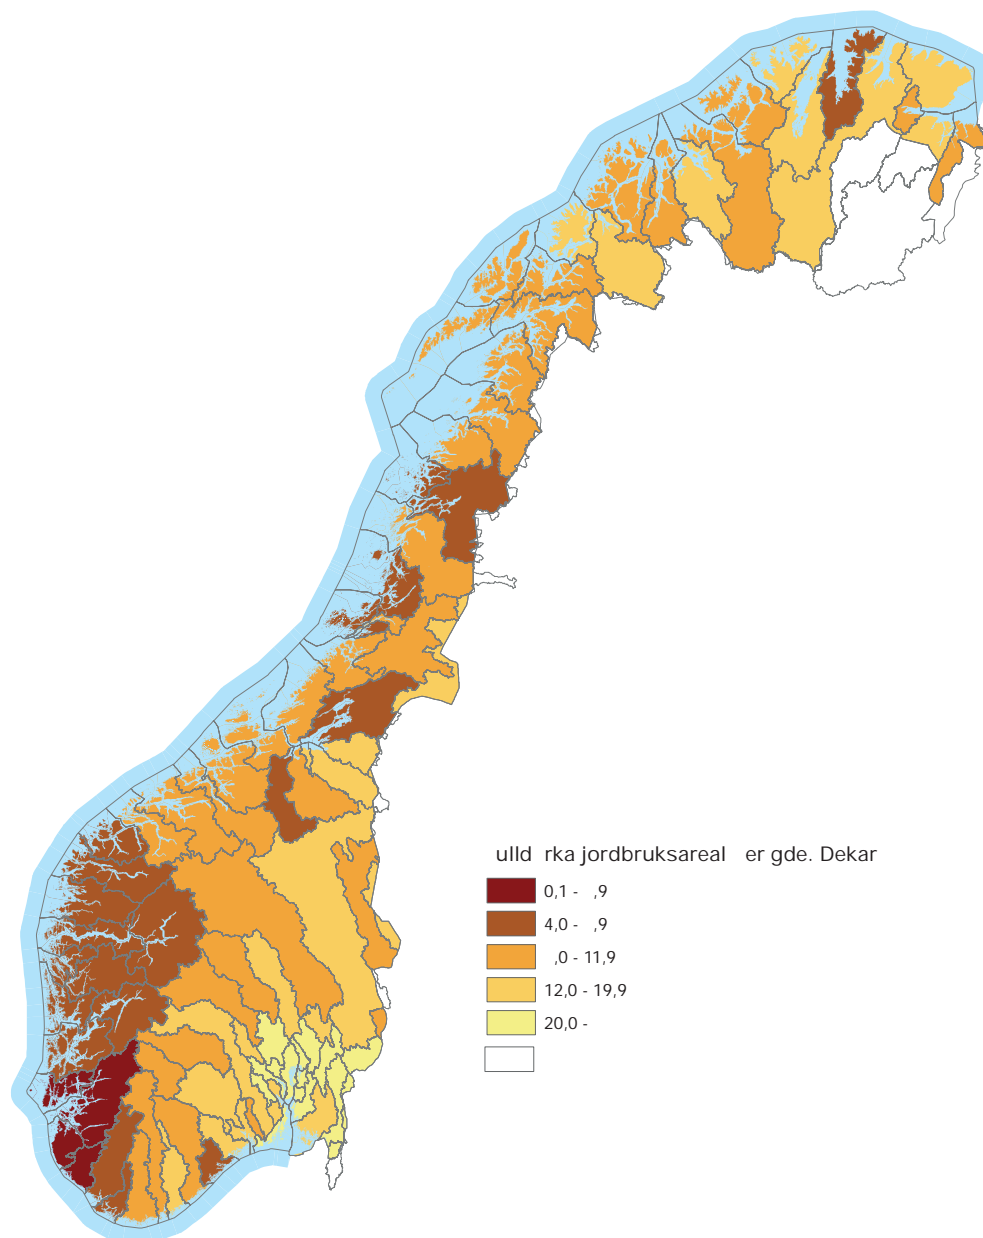 ulld rka jordbruksareal er gde. Dekar
0,1 - ,9
4,0 - ,9
,0 - 11,9
12,0 - 19,9
20,0 -